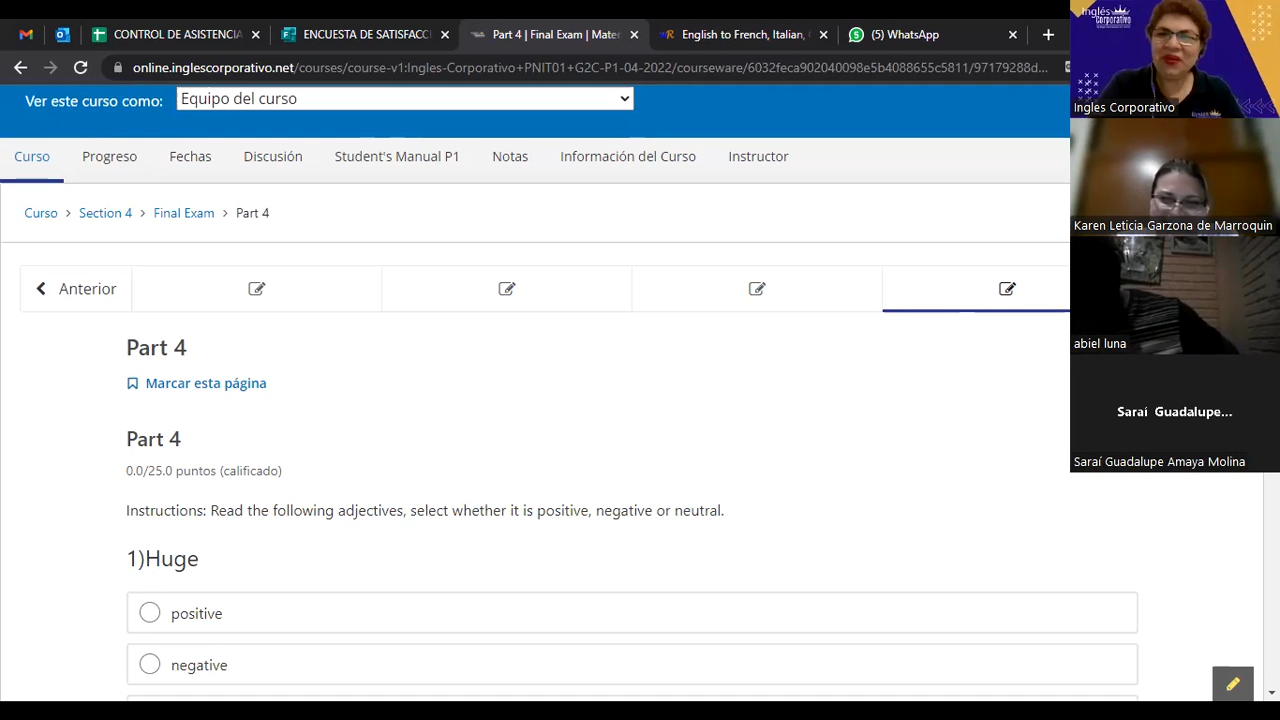 CONTROL DE ASISTENCIA
ENCUESTA DE SATISF
Part 4 | Final Exam | Mater
English to French, Italian,
(5) WhatsApp
online.inglescorporativo.net/courses/course-v1:Ingles-Corporativo+PNIT01+G2C-P1-04-2022/courseware/6032feca902040098e5b4088655c5811/97179288d...
Ver este curso como:
Equipo del curso
Curso
Progreso
Fechas
Discusión
Student's Manual P1
Notas
Información del Curso
Instructor
Curso > Section 4 > Final Exam > Part 4
Anterior
Part 4
Marcar esta página
Part 4
0.0/25.0 puntos (calificado)
Instructions: Read the following adjectives, select whether it is positive, negative or neutral.
1)Huge
positive
negative
Inglés
Corporativo
Ingles Corporativo
Karen Leticia Garzona de Marroquin
abiel luna
Saraí Guadalupe...
Saraí Guadalupe Amaya Molina